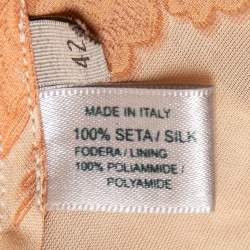 42
MADE IN ITALY
100% SETA / SILK
FODERA / LINING
100% POLIAMMIDE /
POLYAMIDE